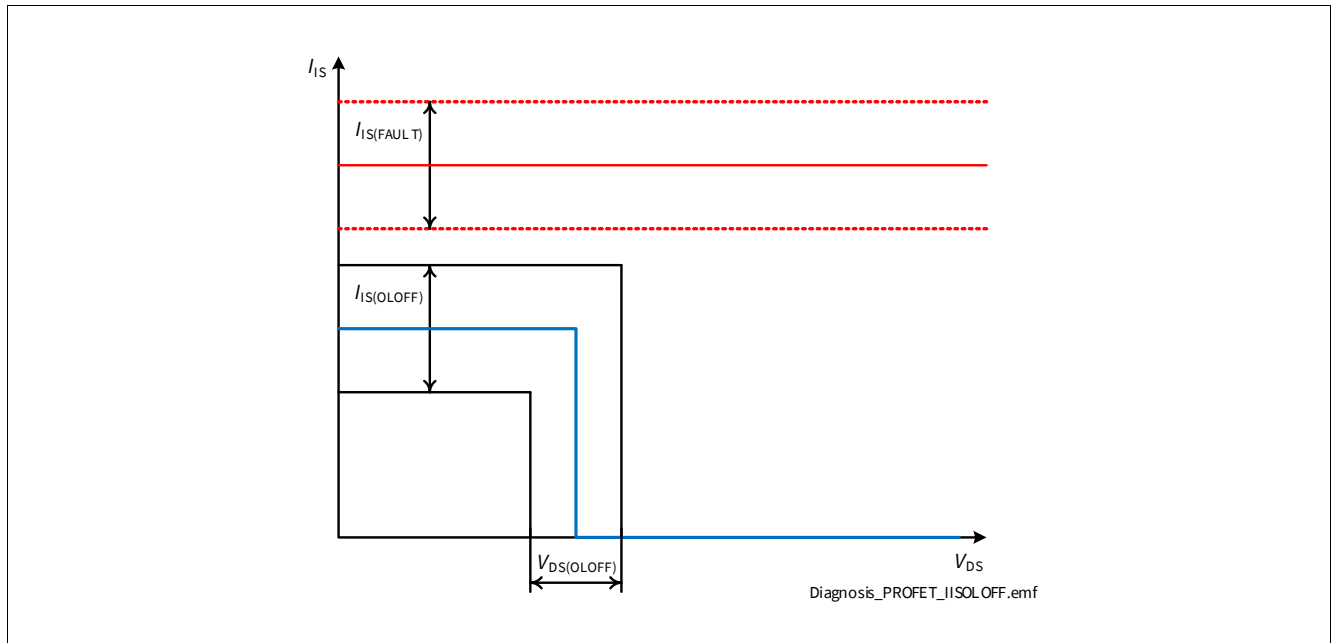 IIS
IIS(FAULT)
IIS(OLOFF)
VDS(OLOFF)
VDS
Diagnosis_PROFET_IISOLOFF.emf